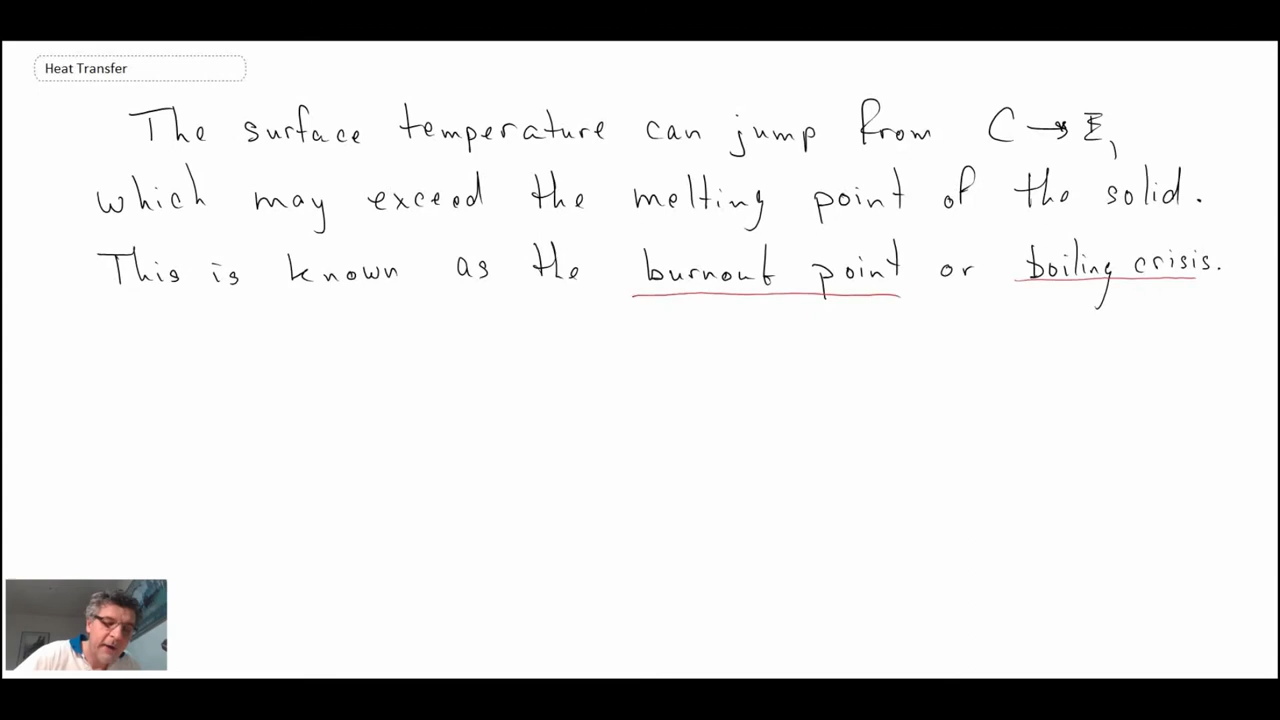 Heat Transfer
The surface temperature can jump from C → E,
which may exceed the melting point of the solid.
This is known as the burnout point or boiling crisis.